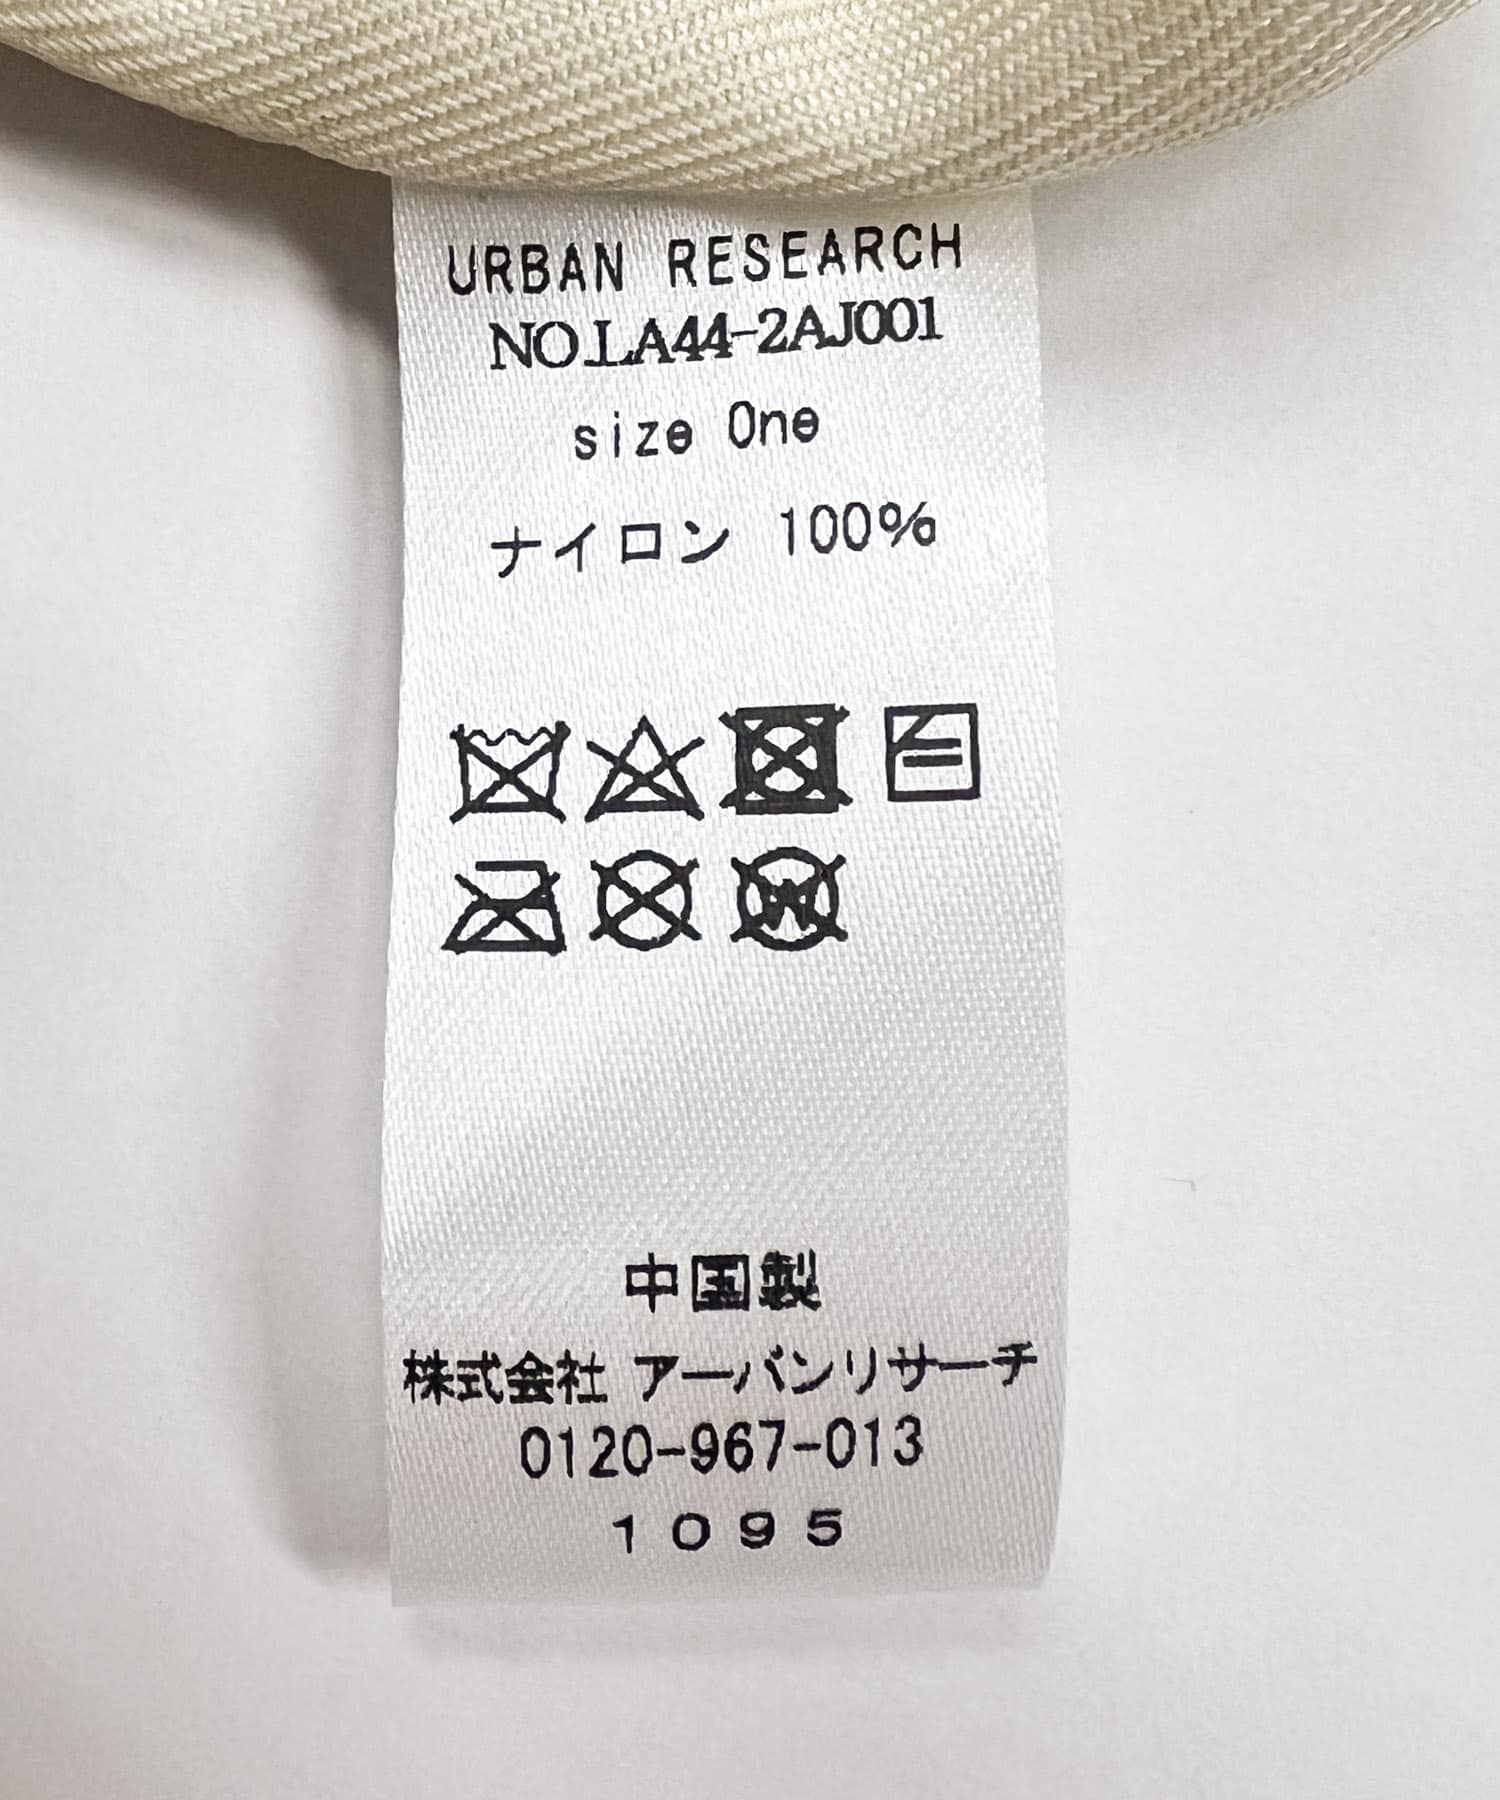 URBAN RESEARCH
NO.LA44-2AJ001
size One
ナイロン 100%
中国製
株式会社 アーバンリサーチ
0120-967-013
1095